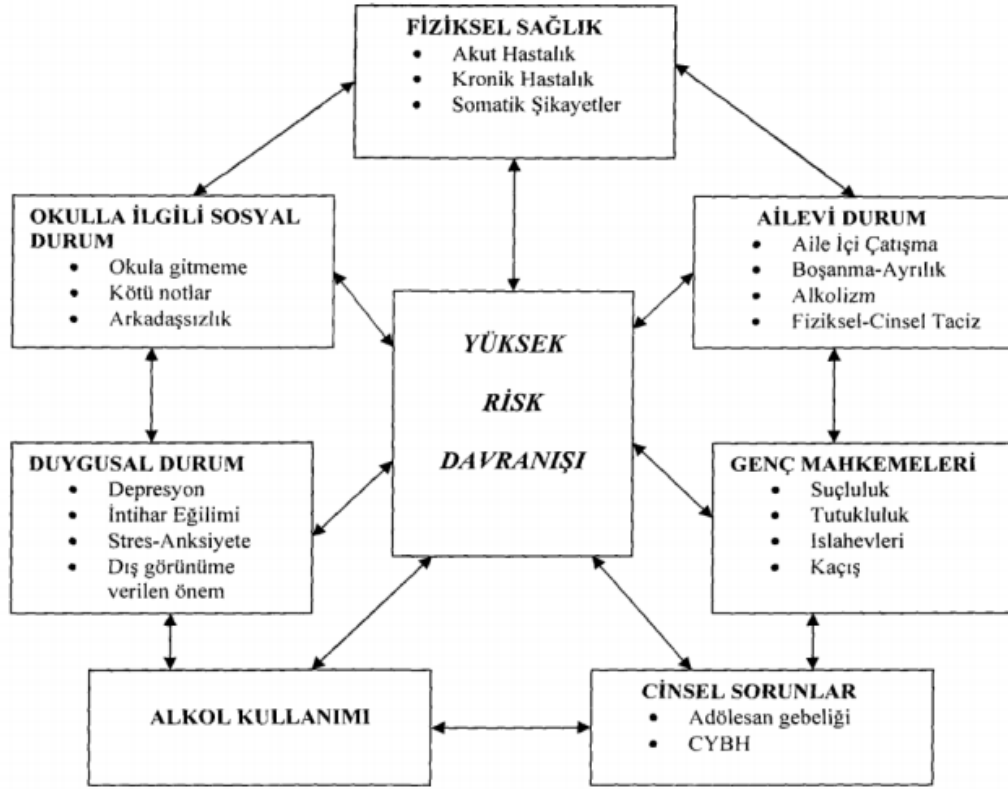 FİZİKSEL SAĞLIK
• Akut Hastalık
• Kronik Hastalık
• Somatik Şikayetler
OKULLA İLGİLİ SOSYAL
DURUM
• Okula gitmeme
• Kötü notlar
• Arkadaşsızlık
AİLEVİ DURUM
• Aile İçi Çatışma
• Boşanma-Ayrılık
• Alkolizm
• Fiziksel-Cinsel Taciz
YÜKSEK
RİSK
DAVRANIŞI
DUYGUSAL DURUM
• Depresyon
• İntihar Eğilimi
• Stres-Anksiyete
• Dış görünüme
verilen önem
GENÇ MAHKEMELERİ
• Suçluluk
• Tutukluluk
• Islahevleri
• Kaçış
ALKOL KULLANIMI
CİNSEL SORUNLAR
• Adölesan gebeliği
• CYBH